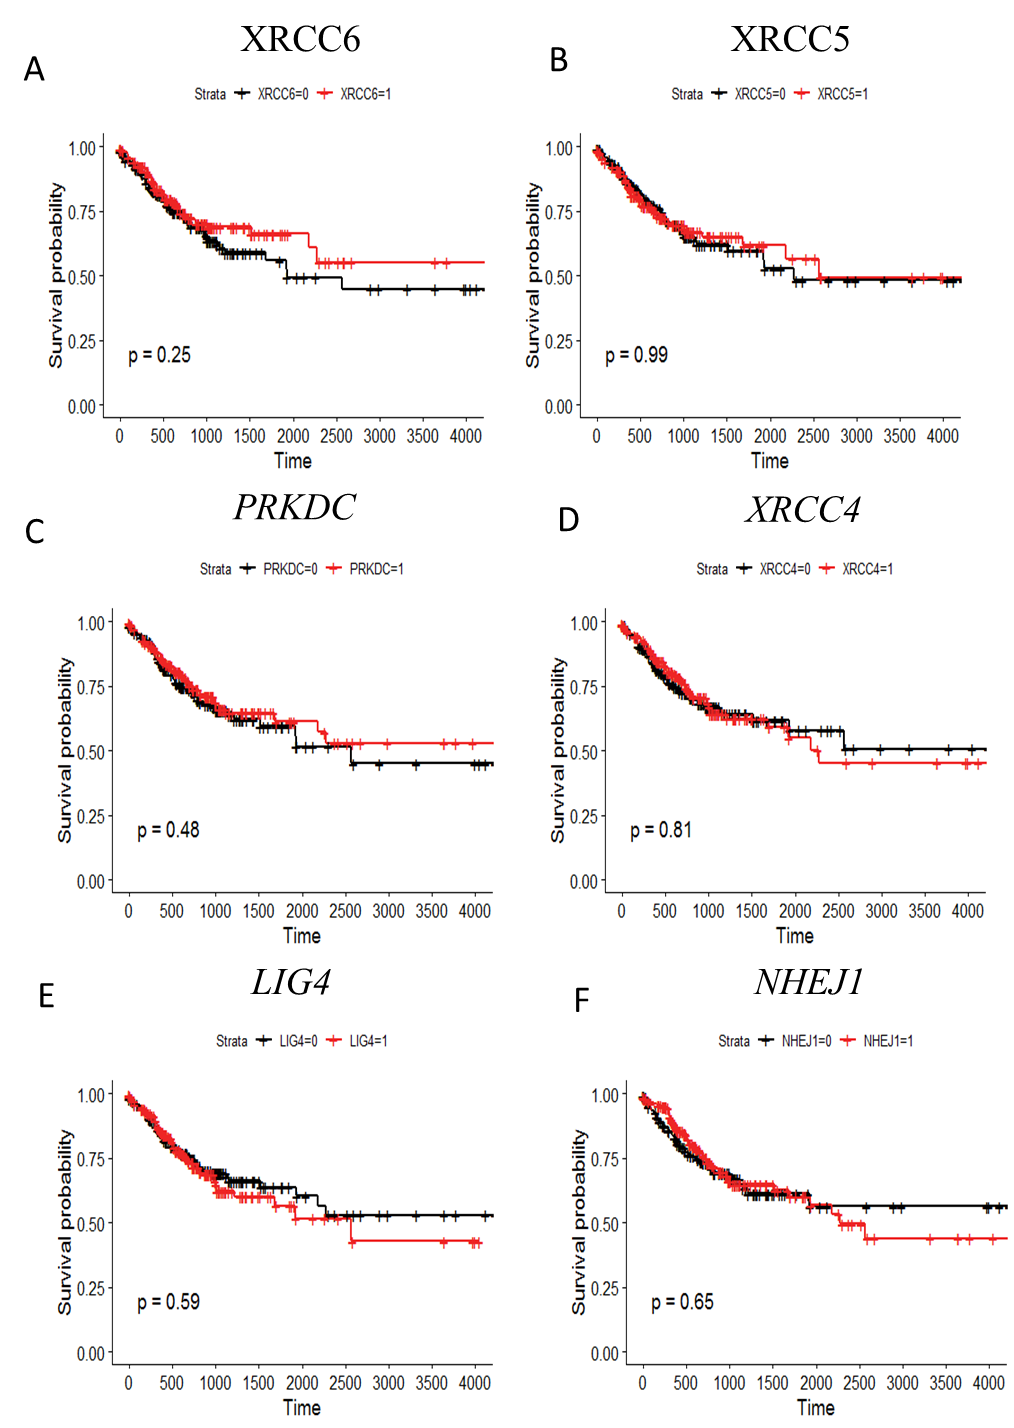 XRCC6
A
Strata XRCC6=0 XRCC6=1
1.00
0.75
0.50
0.25
0.00
Survival probability
p = 0.25
0 500 1000 1500 2000 2500 3000 3500 4000
Time
XRCC5
B
Strata XRCC5=0 XRCC5=1
1.00
0.75
0.50
0.25
0.00
Survival probability
p = 0.99
0 500 1000 1500 2000 2500 3000 3500 4000
Time
PRKDC
C
Strata PRKDC=0 PRKDC=1
1.00
0.75
0.50
0.25
0.00
Survival probability
p = 0.48
0 500 1000 1500 2000 2500 3000 3500 4000
Time
XRCC4
D
Strata XRCC4=0 XRCC4=1
1.00
0.75
0.50
0.25
0.00
Survival probability
p = 0.81
0 500 1000 1500 2000 2500 3000 3500 4000
Time
LIG4
E
Strata LIG4=0 LIG4=1
1.00
0.75
0.50
0.25
0.00
Survival probability
p = 0.59
0 500 1000 1500 2000 2500 3000 3500 4000
Time
NHEJ1
F
Strata NHEJ1=0 NHEJ1=1
1.00
0.75
0.50
0.25
0.00
Survival probability
p = 0.65
0 500 1000 1500 2000 2500 3000 3500 4000
Time